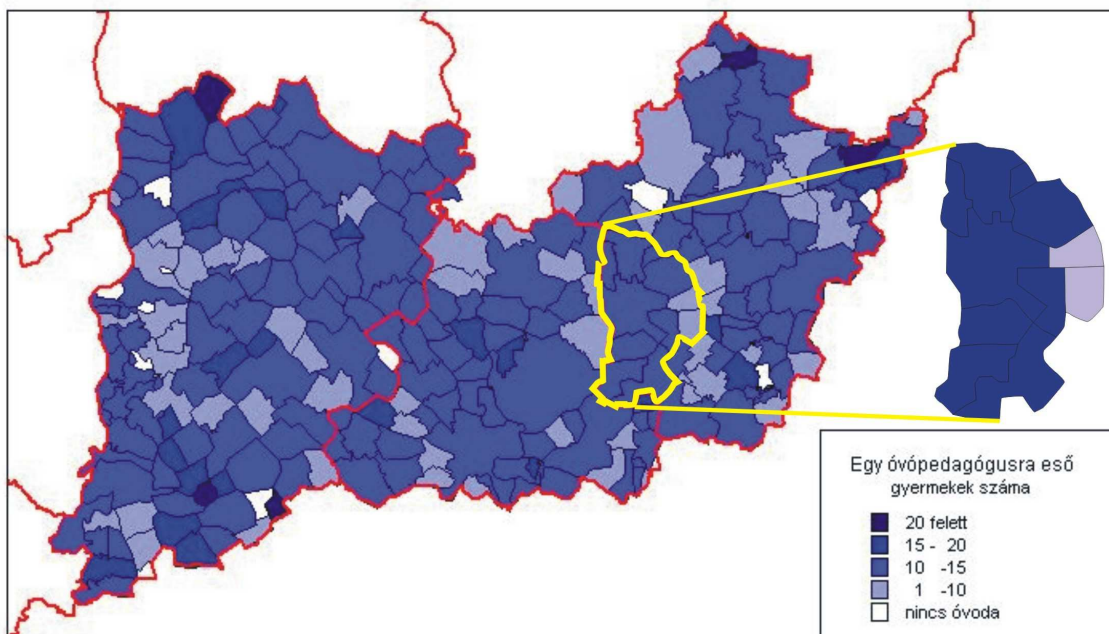 Egy óvópedagógusra eső
gyermekek száma
20 felett
15 - 20
10 -15
1 -10
nincs óvoda